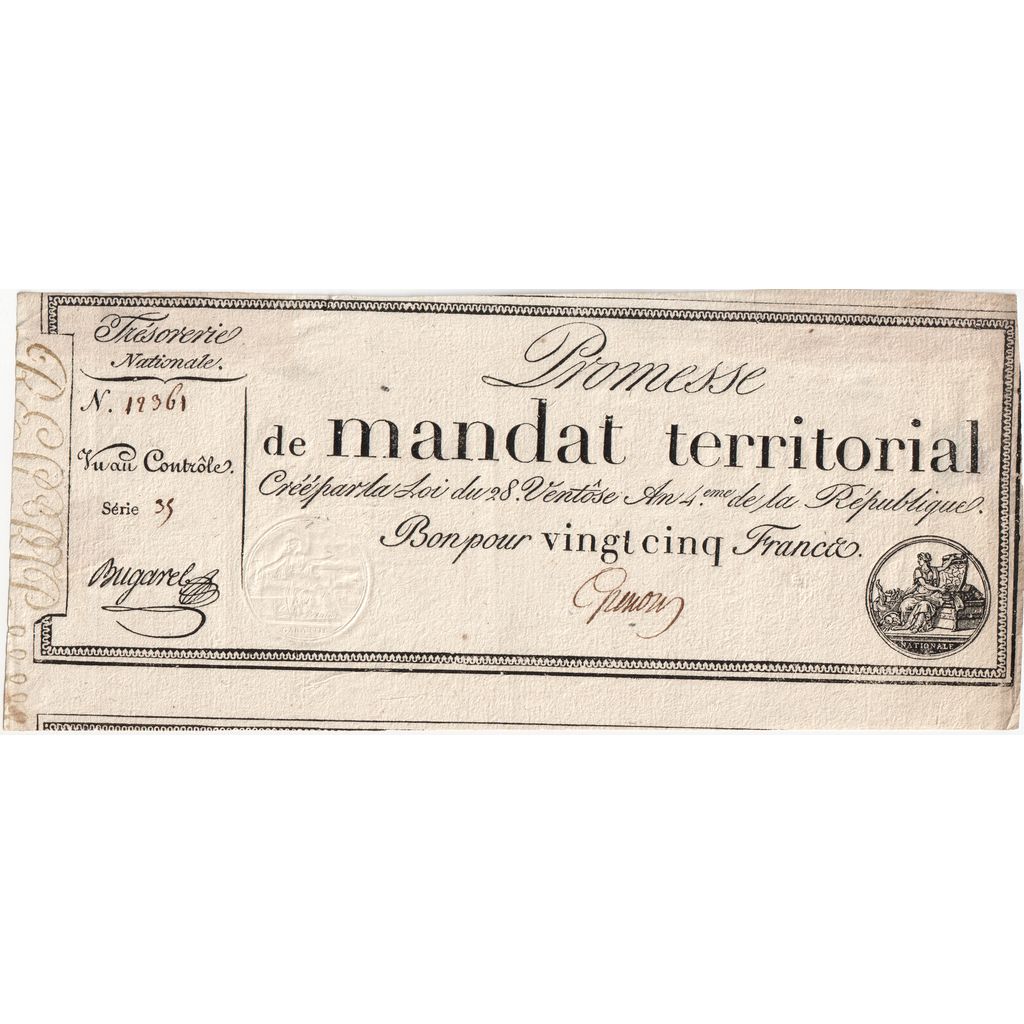 Trésorerie
Nationale.
N. 12361
Vu au Contrôle.
Série 35
Bugarel
Promesse
de mandat territorial
Créé par la Loi du 28. Ventôse An 4.eme de la République.
Bon pour vingt cinq Francs.
NATIONALE